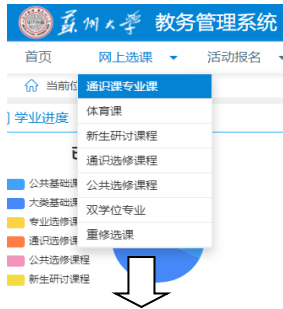 苏州大学 教务管理系统
首页 网上选课 活动报名
当前位
通识课专业课
学业进度
体育课
新生研讨课程
通识选修课程
公共选修课程
双学位专业
重修选课
公共基础课
大类基础课
专业选修课
通识选修课
公共选修课程
新生研讨课程